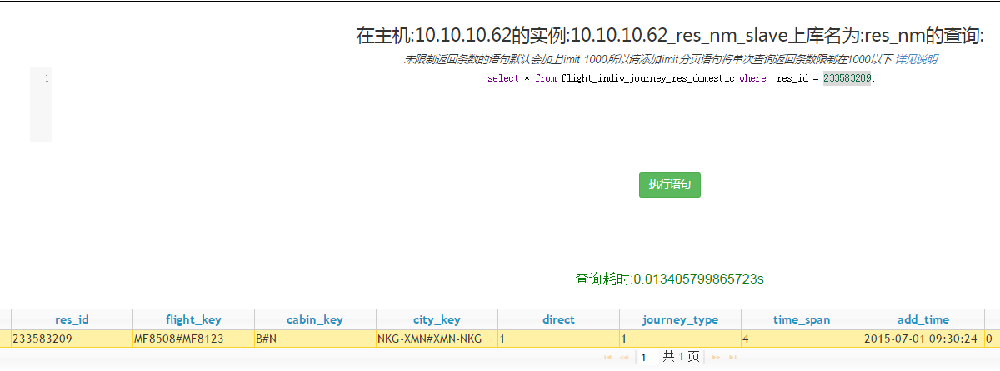 在主机:10.10.10.62的实例:10.10.10.62_res_nm_slave上库名为:res_nm的查询:
未限制返回条数的语句默认会加上limit 1000所以请添加limit分页语句将单次查询返回条数限制在1000以下 详见说明
1 select * from flight_indiv_journey_res_domestic where res_id = 233583209;
执行语句
查询耗时:0.013405799865723s
res_id flight_key cabin_key city_key direct journey_type time_span add_time
233583209 MF8508#MF8123 B#N NKG-XMN#XMN-NKG 1 1 4 2015-07-01 09:30:24 0
1 共 1 页